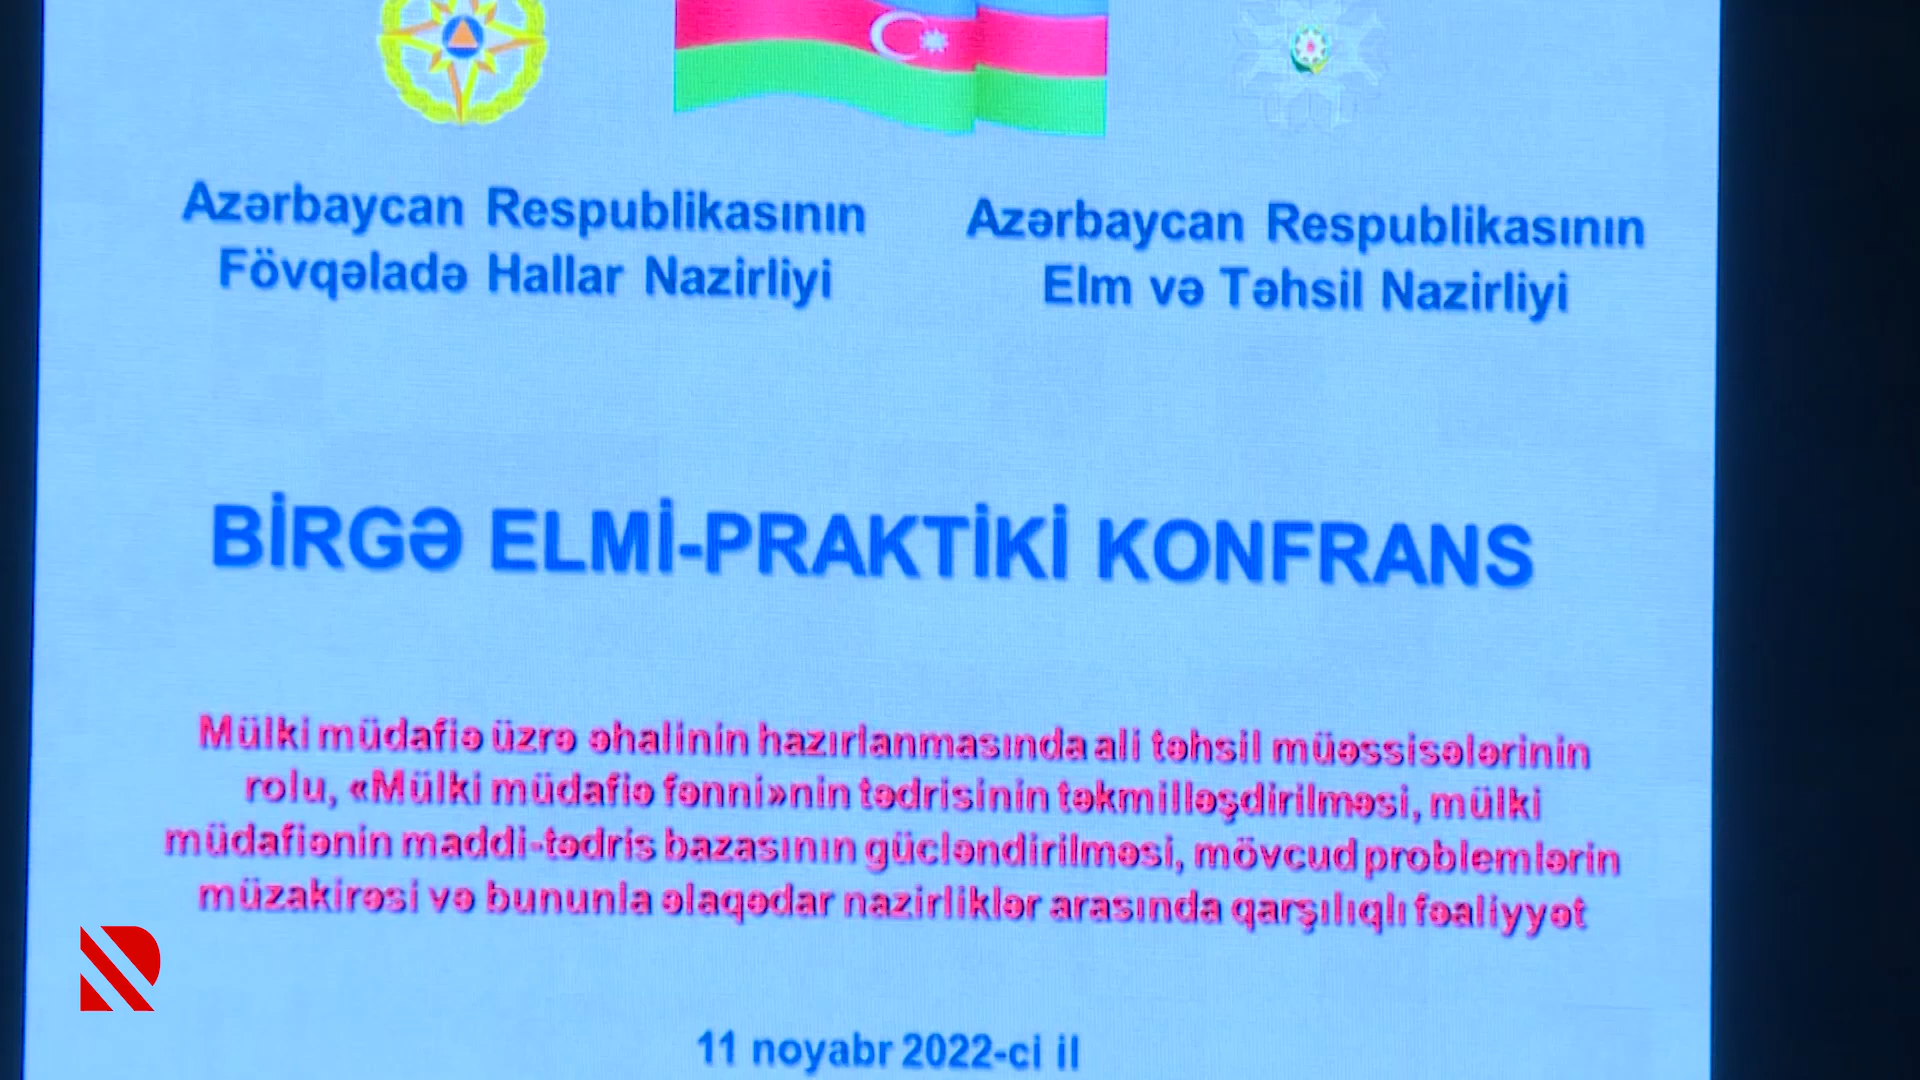 Azərbaycan Respublikasının
Fövqəladə Hallar Nazirliyi
Azərbaycan Respublikasının
Elm və Təhsil Nazirliyi
BİRGƏ ELMİ-PRAKTİKİ KONFRANS
Mülki müdafiə üzrə əhalinin hazırlanmasında ali təhsil müəssisələrinin
rolu, «Mülki müdafiə fənni»nin tədrisinin təkmilləşdirilməsi, mülki
müdafiənin maddi-tədris bazasının gücləndirilməsi, mövcud problemlərin
müzakirəsi və bununla əlaqədar nazirliklər arasında qarşılıqlı fəaliyyət
11 noyabr 2022-ci il